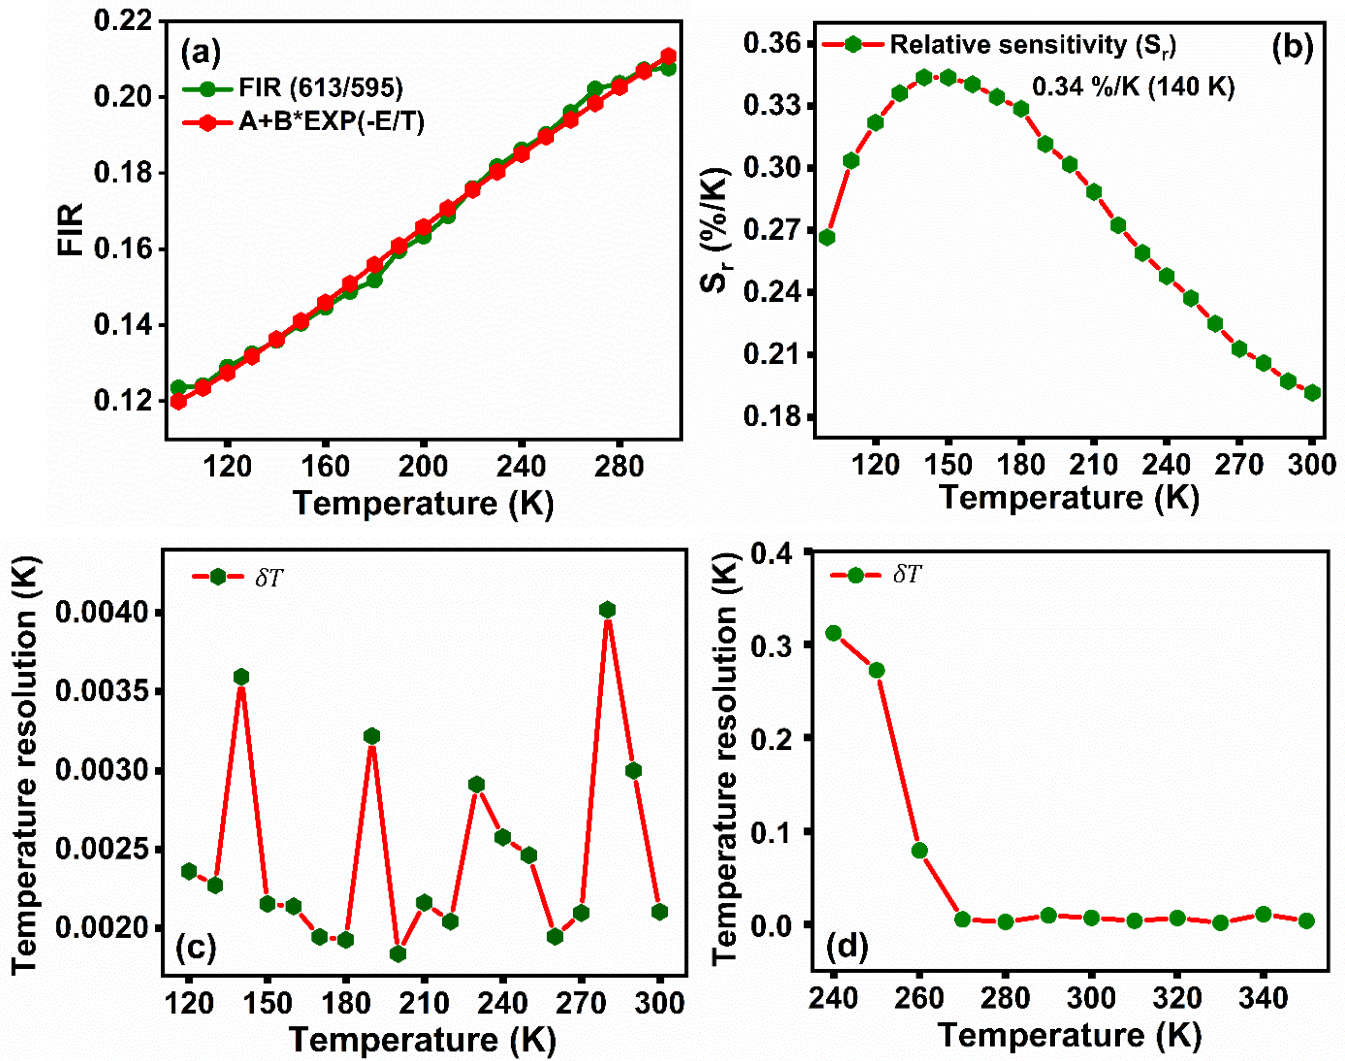 (a)
FIR (613/595)
A+B*EXP(-E/T)
0.22
0.20
0.18
0.16
0.14
0.12
FIR
120 160 200 240 280
Temperature (K)
(b)
Relative sensitivity (Sᵣ)
0.34 %/K (140 K)
0.36
0.33
0.30
0.27
0.24
0.21
0.18
Sᵣ (%/K)
120 150 180 210 240 270 300
Temperature (K)
δT
0.0040
0.0035
0.0030
0.0025
0.0020
Temperature resolution (K)
(c)
120 150 180 210 240 270 300
Temperature (K)
δT
0.4
0.3
0.2
0.1
0.0
Temperature resolution (K)
(d)
240 260 280 300 320 340
Temperature (K)